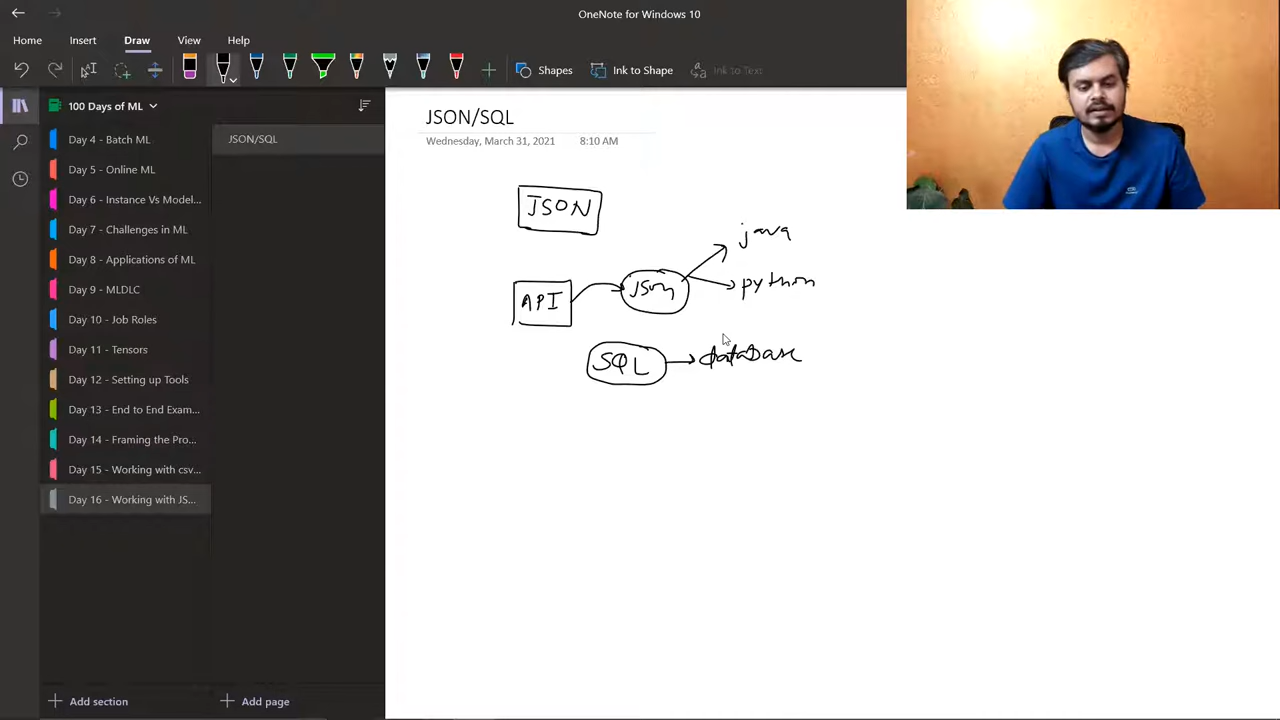 OneNote for Windows 10
Home Insert Draw View Help
Shapes Ink to Shape Ink to Text
100 Days of ML
Day 4 - Batch ML
Day 5 - Online ML
Day 6 - Instance Vs Model...
Day 7 - Challenges in ML
Day 8 - Applications of ML
Day 9 - MLDLC
Day 10 - Job Roles
Day 11 - Tensors
Day 12 - Setting up Tools
Day 13 - End to End Exam...
Day 14 - Framing the Pro...
Day 15 - Working with csv...
Day 16 - Working with JS...
Add section
JSON/SQL
Add page
JSON/SQL
Wednesday, March 31, 2021 8:10 AM
JSON
java
API Json python
SQL database